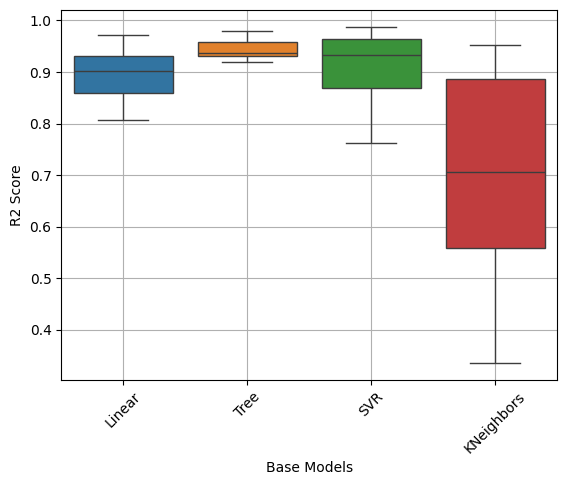 1.0
0.9
0.8
0.7
0.6
0.5
0.4
R2 Score
Linear
Tree
SVR
KNeighbors
Base Models